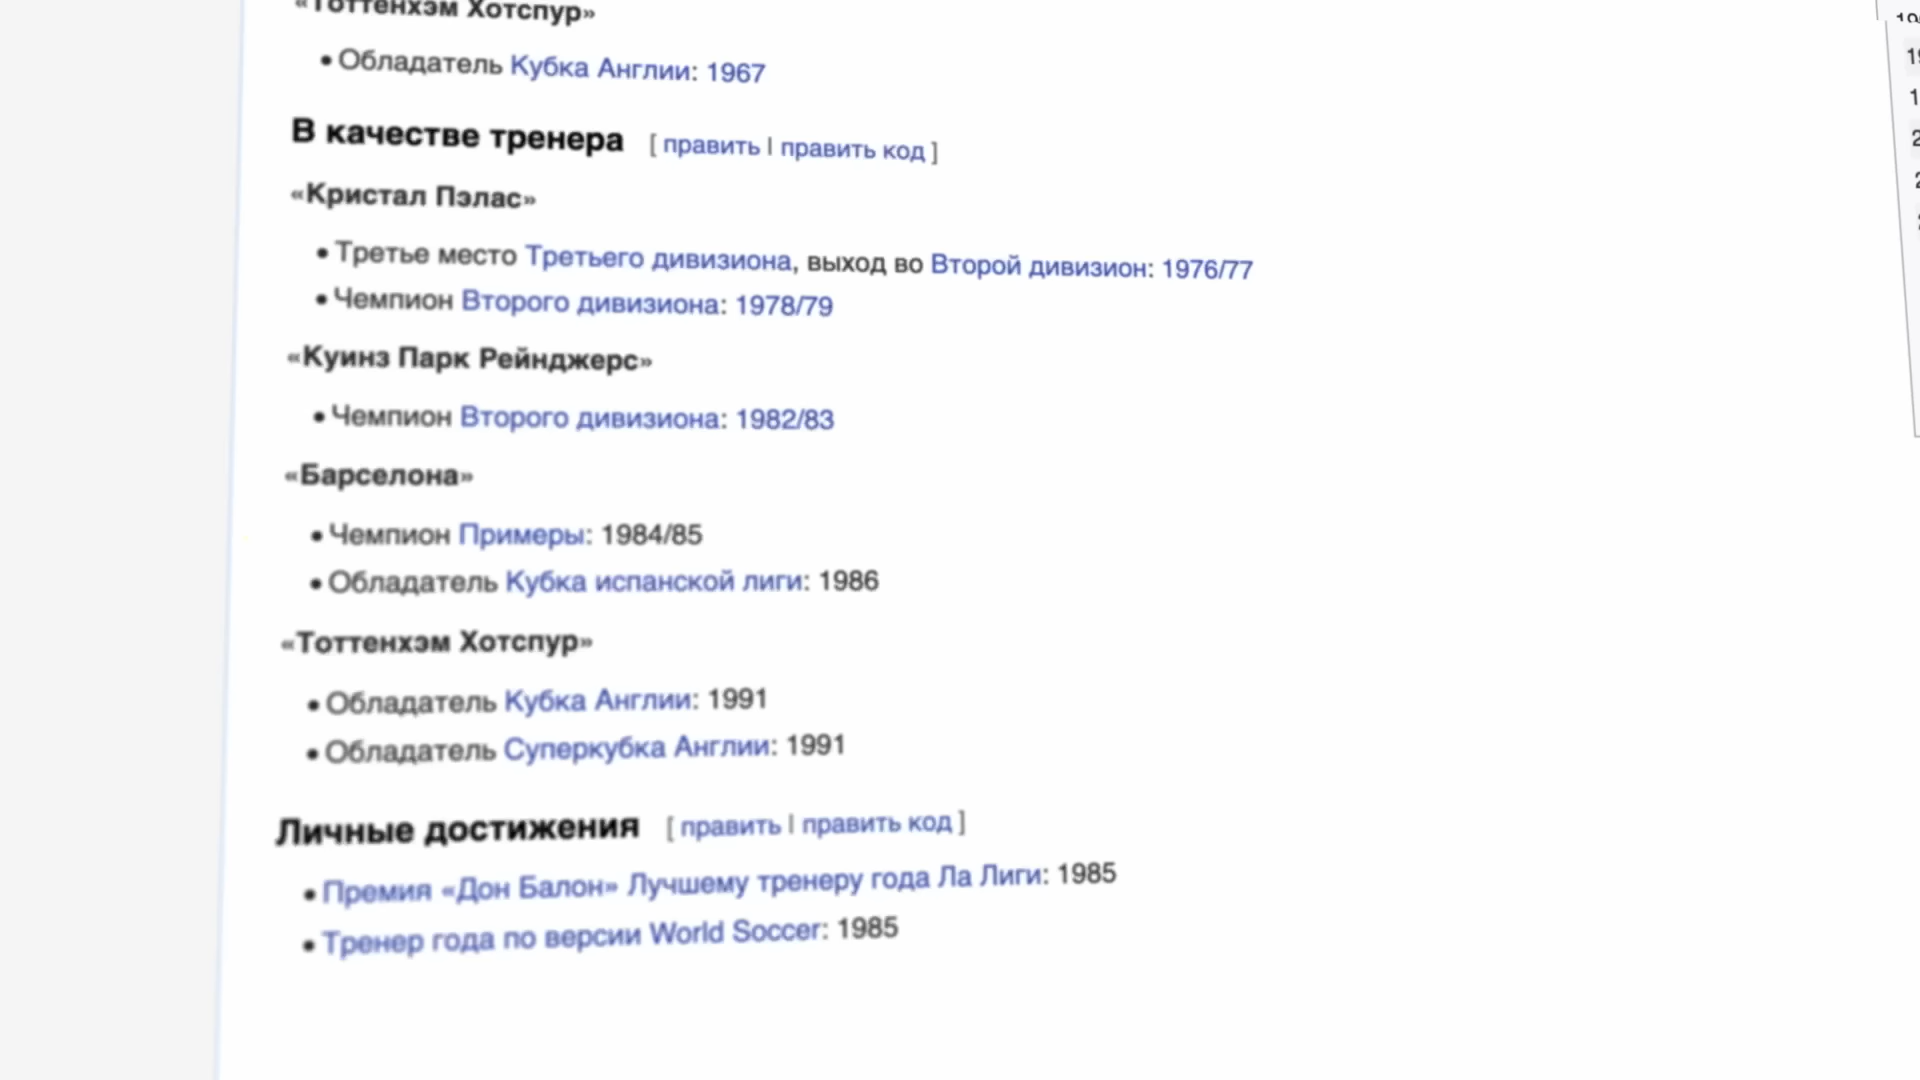 «Тоттенхэм Хотспур»
• Обладатель Кубка Англии: 1967
В качестве тренера [ править | править код ]
«Кристал Пэлас»
• Третье место Третьего дивизиона, выход во Второй дивизион: 1976/77
• Чемпион Второго дивизиона: 1978/79
«Куинз Парк Рейнджерс»
• Чемпион Второго дивизиона: 1982/83
«Барселона»
• Чемпион Примеры: 1984/85
• Обладатель Кубка испанской лиги: 1986
«Тоттенхэм Хотспур»
• Обладатель Кубка Англии: 1991
• Обладатель Суперкубка Англии: 1991
Личные достижения [ править | править код ]
• Премия «Дон Балон» Лучшему тренеру года Ла Лиги: 1985
• Тренер года по версии World Soccer: 1985